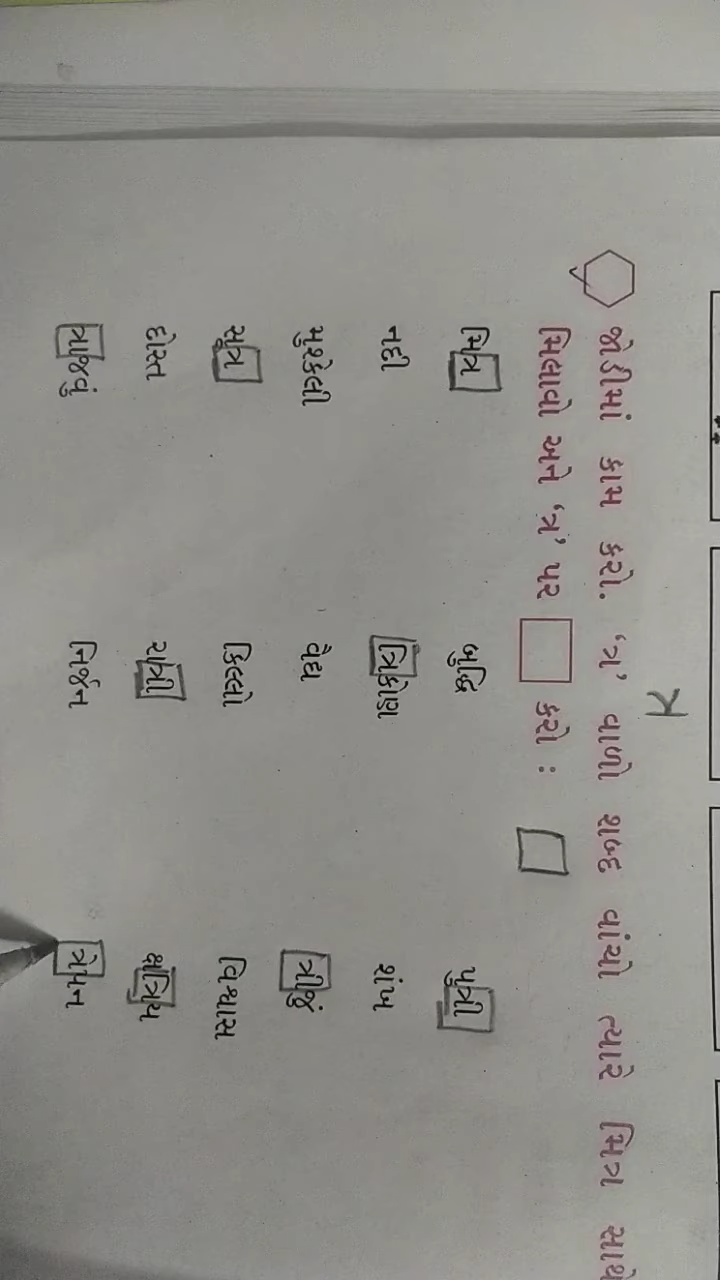 જોડીમાં કામ કરો. ‘ત્ર’ વાળો શબ્દ વાંચો ત્યારે મિત્ર સાથે
ત્ર
મિલાવો અને ‘ત્ર’ પર કરો :
મિત્ર બુદ્ધિ પુત્રી
નદી ત્રિકોણ શંખ
મુશ્કેલી વૈદ્ય ત્રીજું
સૂત્ર કિલ્લો વિશ્વાસ
દોસ્ત રાત્રી ક્ષત્રિય
ત્રાજવું નિર્જન ત્રેપન